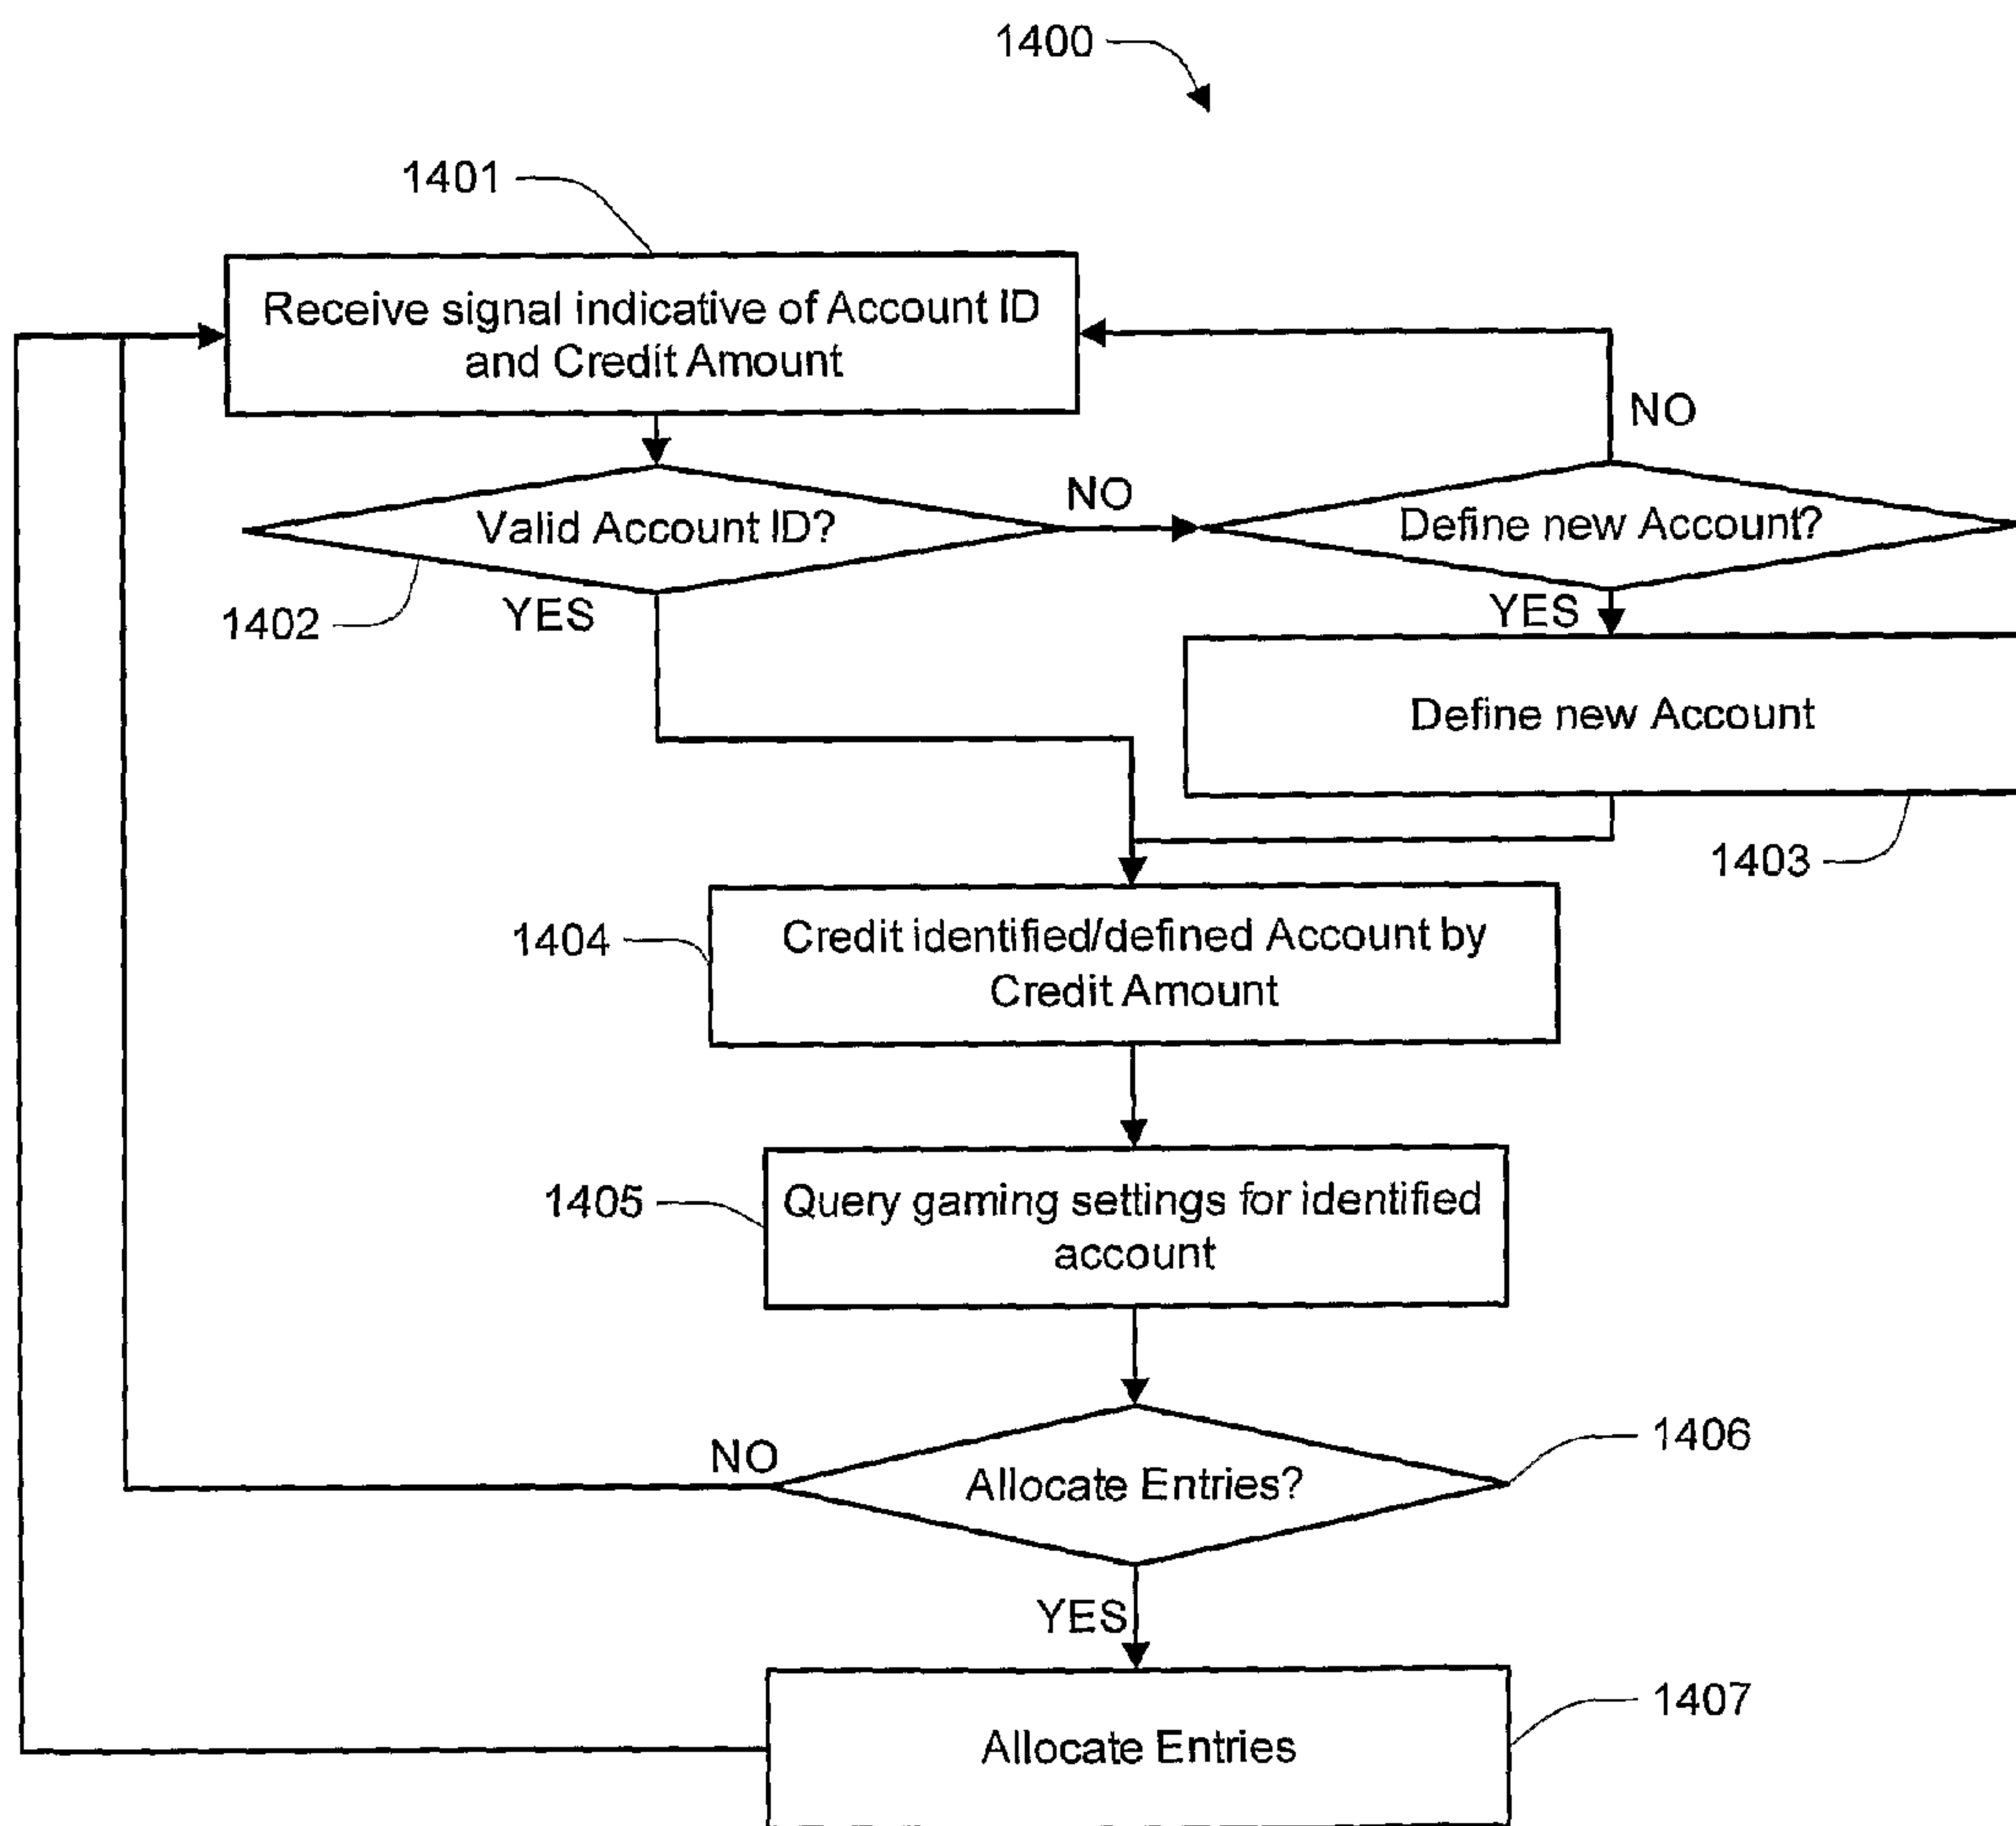 1400
1401
Receive signal indicative of Account ID
and Credit Amount
NO
Valid Account ID?
NO
Define new Account?
1402
YES
YES
Define new Account
1403
1404
Credit identified/defined Account by
Credit Amount
1405
Query gaming settings for identified
account
1406
NO
Allocate Entries?
YES
1407
Allocate Entries